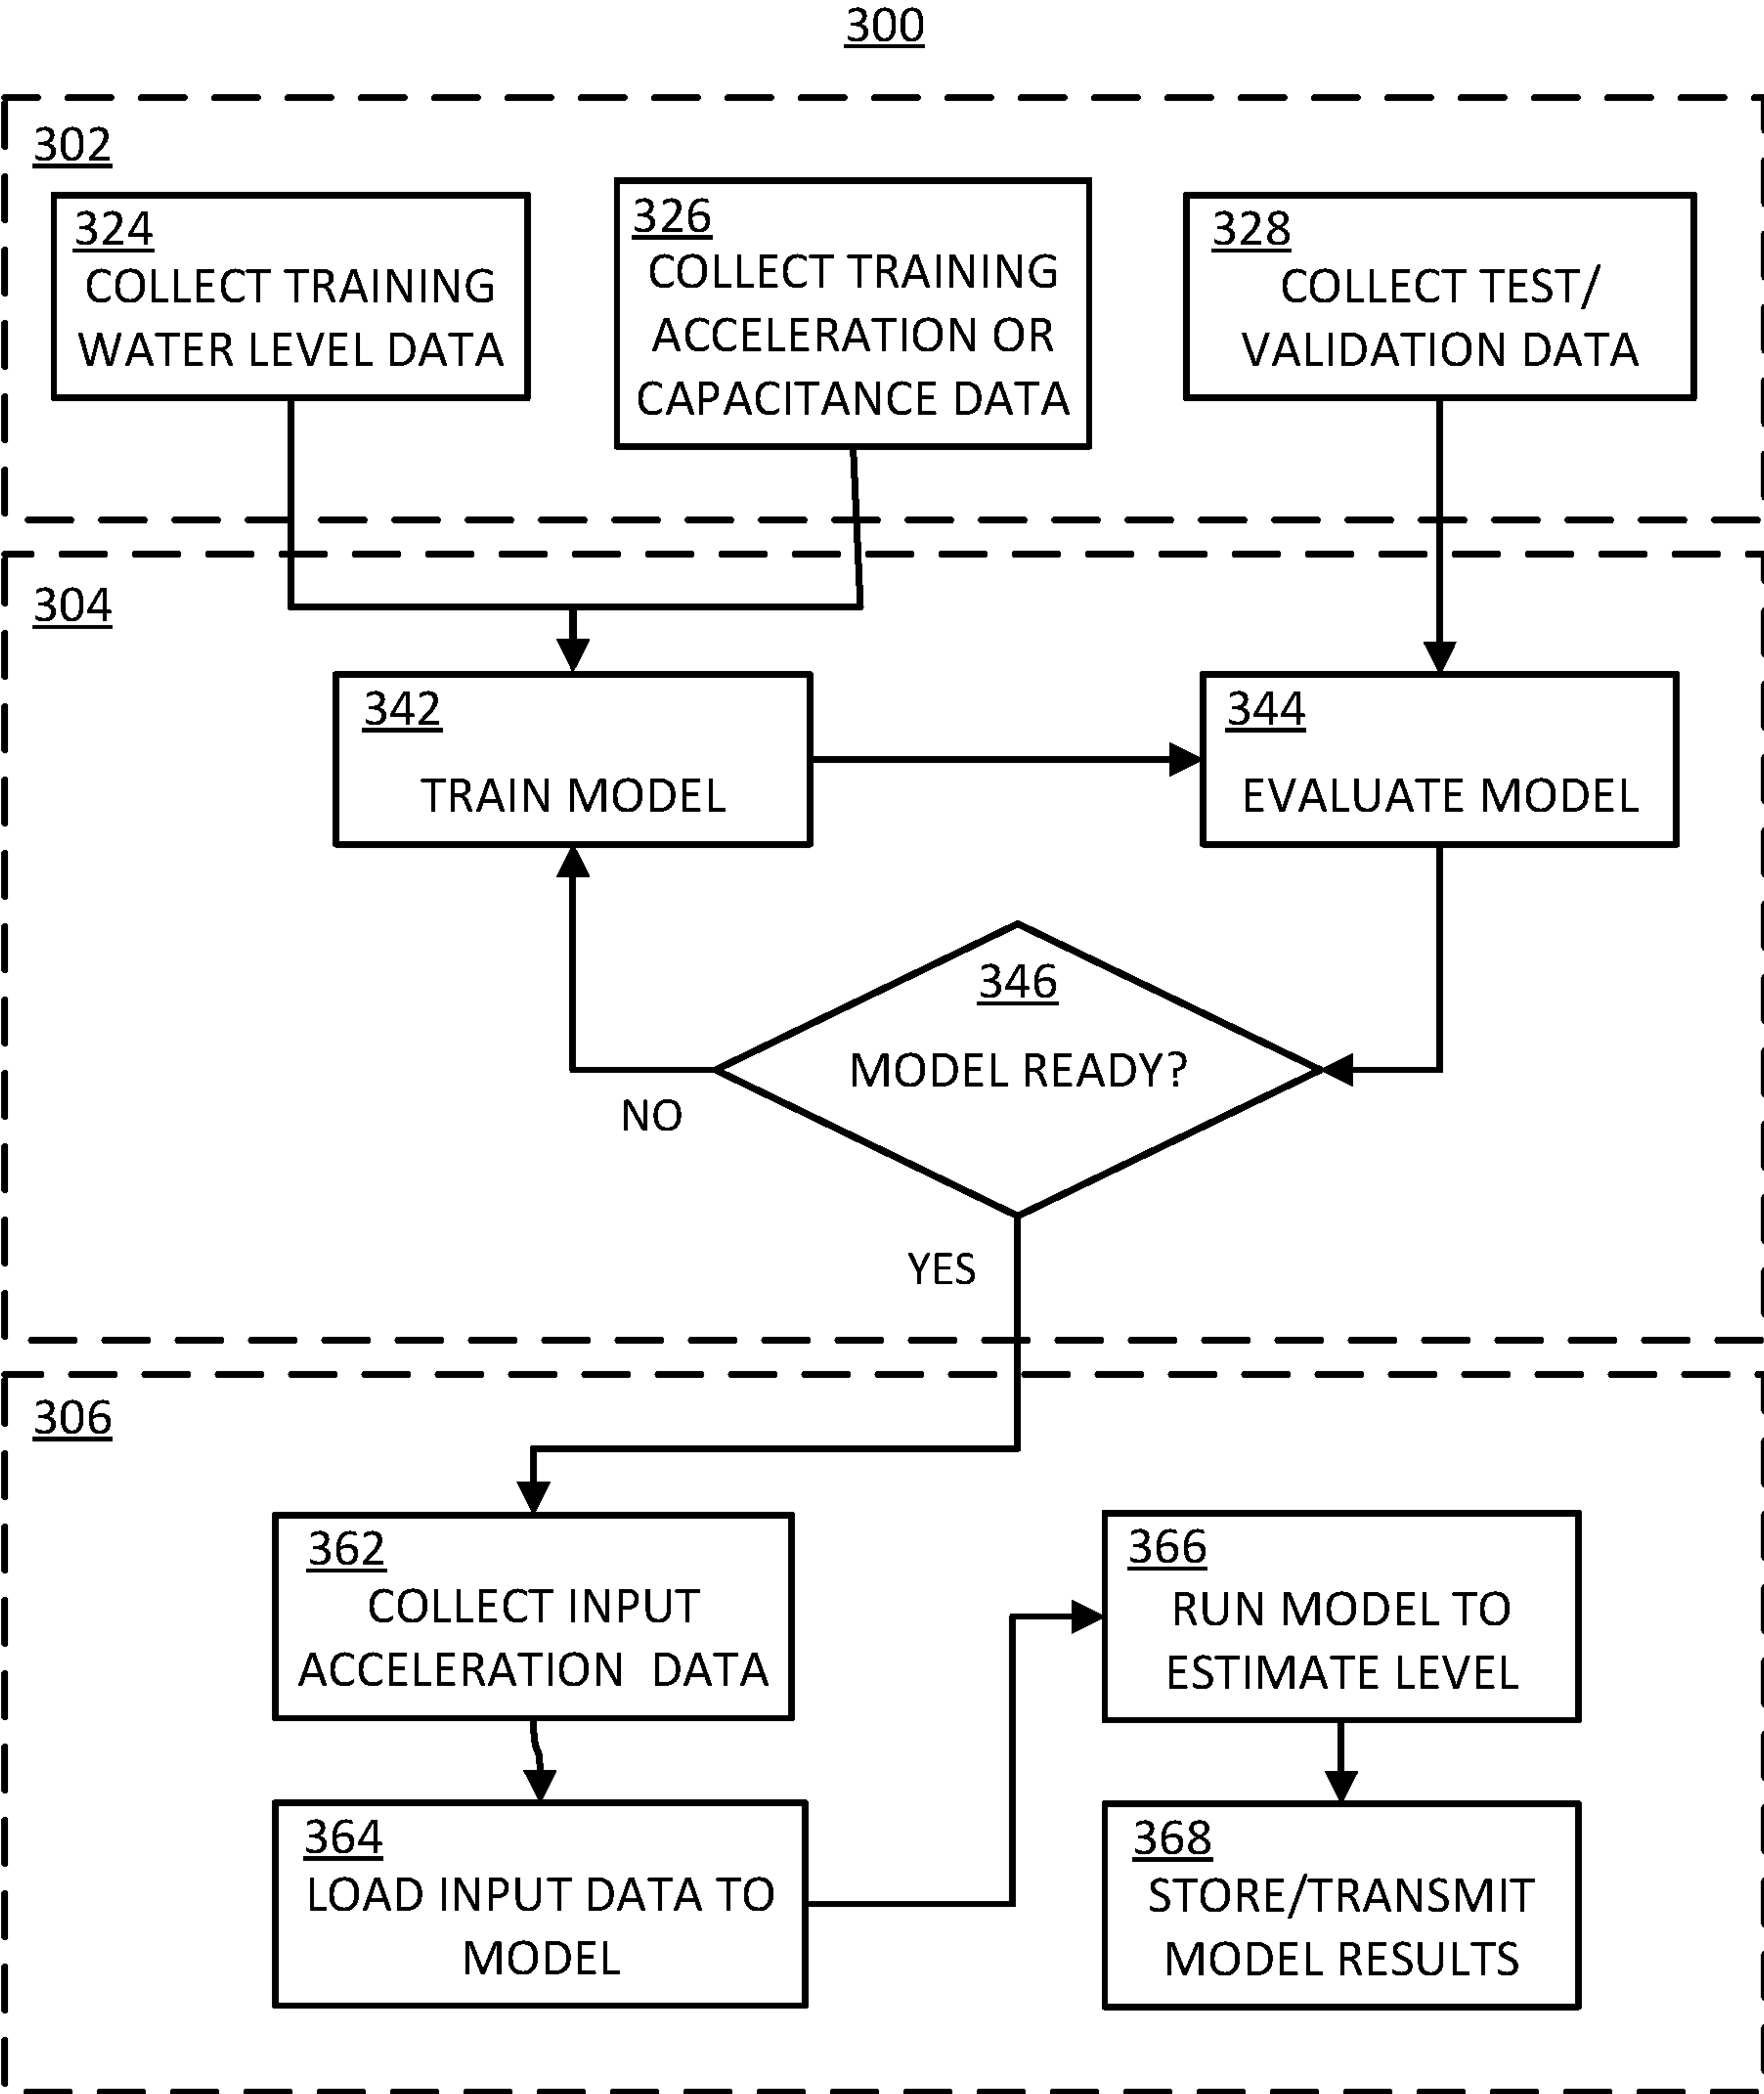 300
302
324
COLLECT TRAINING
WATER LEVEL DATA
326
COLLECT TRAINING
ACCELERATION OR
CAPACITANCE DATA
328
COLLECT TEST/
VALIDATION DATA
304
342
TRAIN MODEL
344
EVALUATE MODEL
346
MODEL READY?
NO
YES
306
362
COLLECT INPUT
ACCELERATION DATA
364
LOAD INPUT DATA TO
MODEL
366
RUN MODEL TO
ESTIMATE LEVEL
368
STORE/TRANSMIT
MODEL RESULTS